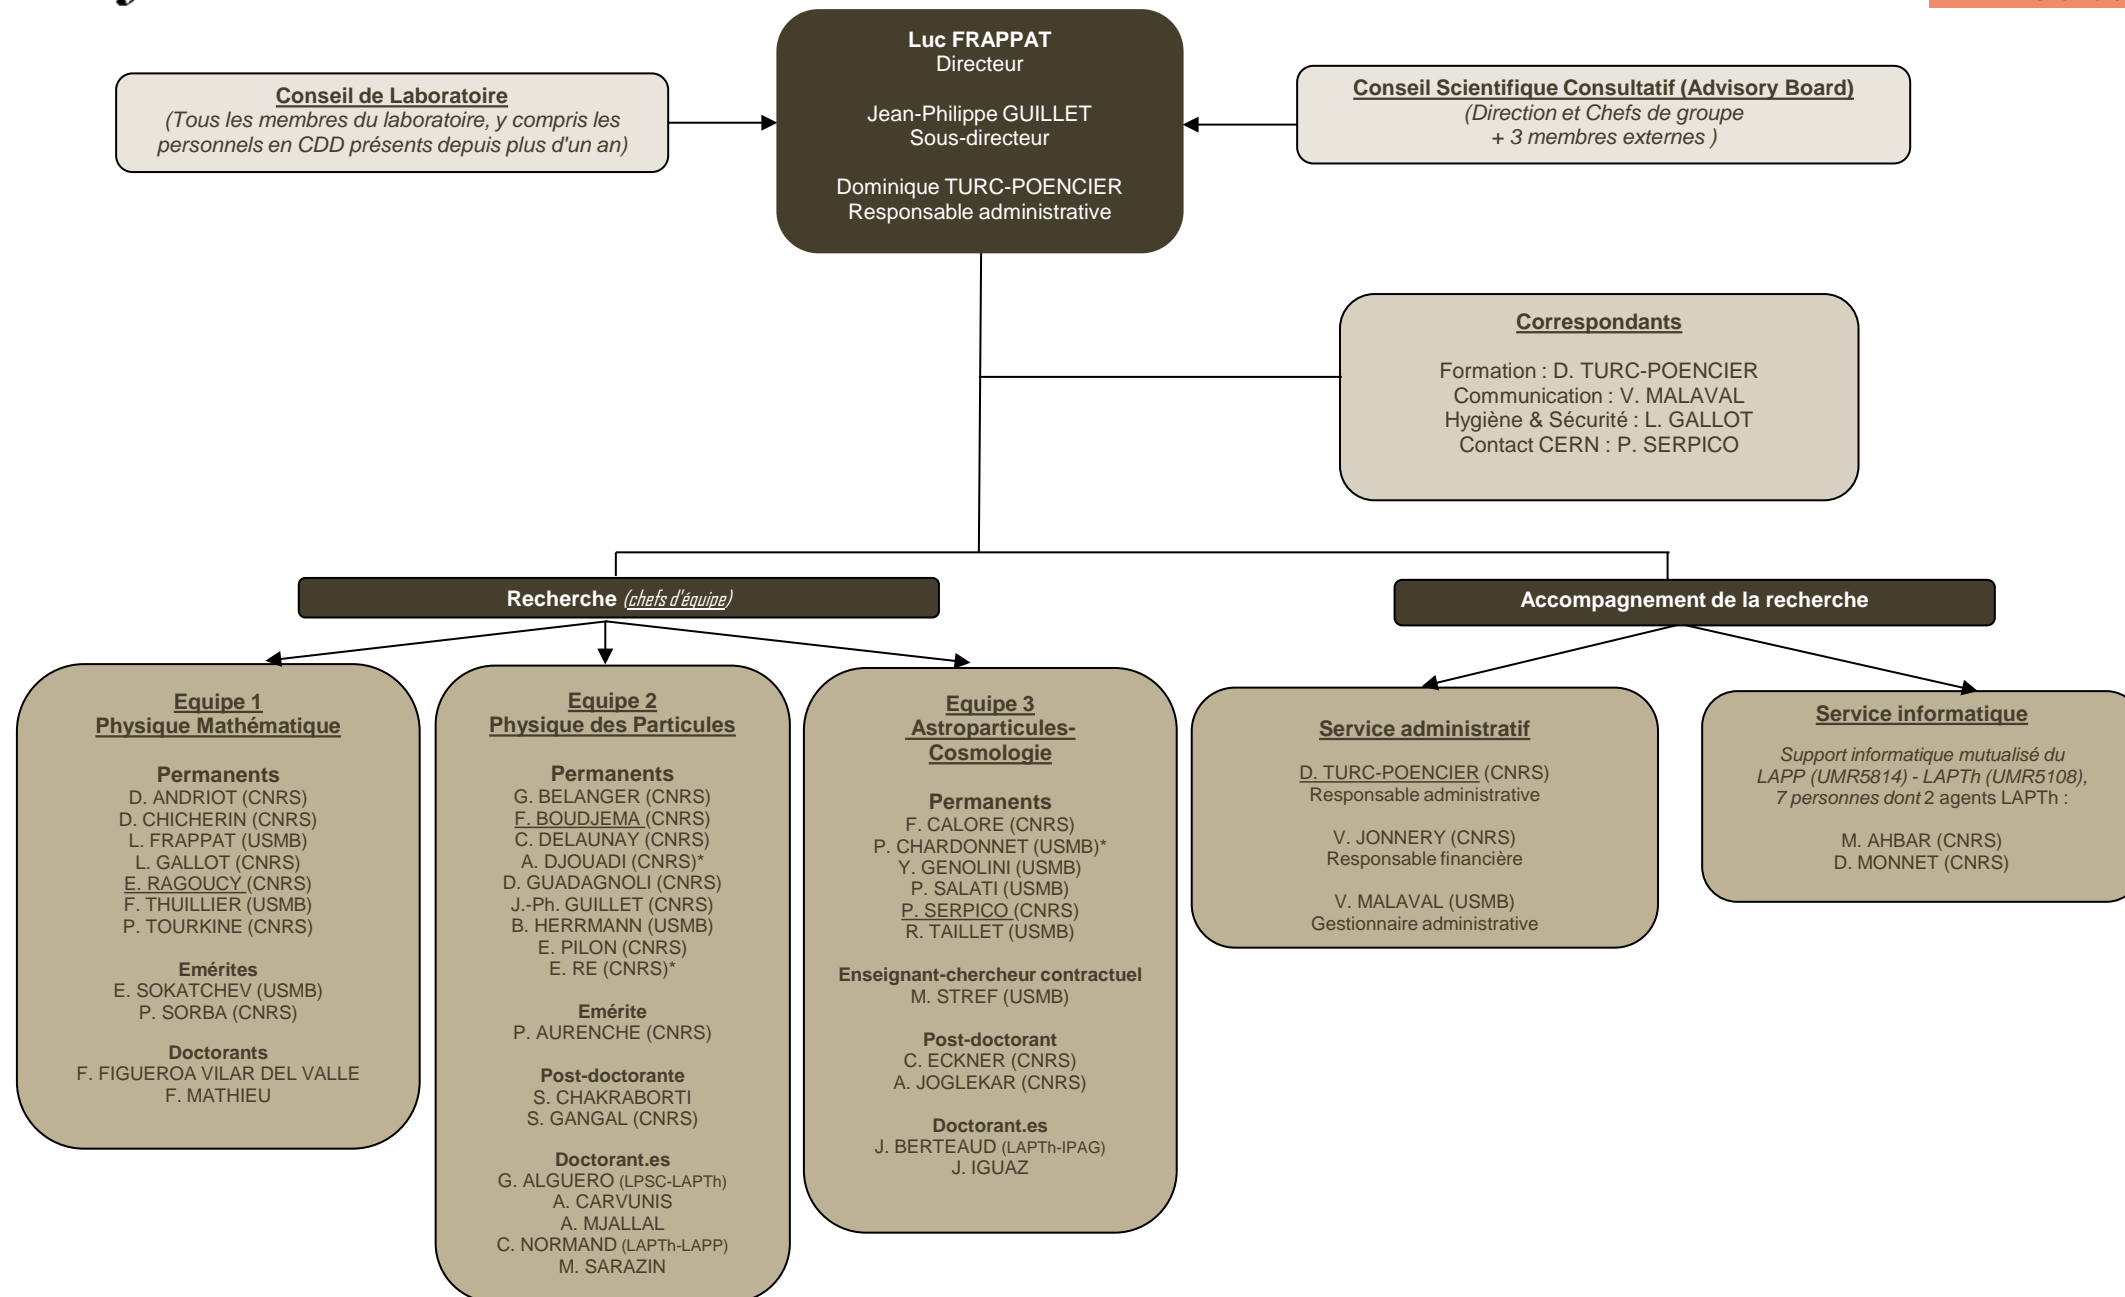 Luc FRAPPAT
Directeur
Jean-Philippe GUILLET
Sous-directeur
Dominique TURC-POENCIER
Responsable administrative
Conseil de Laboratoire
(Tous les membres du laboratoire, y compris les
personnels en CDD présents depuis plus d'un an)
Conseil Scientifique Consultatif (Advisory Board)
(Direction et Chefs de groupe
+ 3 membres externes )
Correspondants
Formation : D. TURC-POENCIER
Communication : V. MALAVAL
Hygiène & Sécurité : L. GALLOT
Contact CERN : P. SERPICO
Recherche (chefs d'équipe)
Accompagnement de la recherche
Equipe 1
Physique Mathématique
Permanents
D. ANDRIOT (CNRS)
D. CHICHERIN (CNRS)
L. FRAPPAT (USMB)
L. GALLOT (CNRS)
E. RAGOUCY (CNRS)
F. THUILLIER (USMB)
P. TOURKINE (CNRS)
Emérites
E. SOKATCHEV (USMB)
P. SORBA (CNRS)
Doctorants
F. FIGUEROA VILAR DEL VALLE
F. MATHIEU
Equipe 2
Physique des Particules
Permanents
G. BELANGER (CNRS)
F. BOUDJEMA (CNRS)
C. DELAUNAY (CNRS)
A. DJOUADI (CNRS)*
D. GUADAGNOLI (CNRS)
J.-Ph. GUILLET (CNRS)
B. HERRMANN (USMB)
E. PILON (CNRS)
E. RE (CNRS)*
Emérite
P. AURENCHE (CNRS)
Post-doctorante
S. CHAKRABORTI
S. GANGAL (CNRS)
Doctorant.es
G. ALGUERO (LPSC-LAPTh)
A. CARVUNIS
A. MJALLAL
C. NORMAND (LAPTh-LAPP)
M. SARAZIN
Equipe 3
Astroparticules-
Cosmologie
Permanents
F. CALORE (CNRS)
P. CHARDONNET (USMB)*
Y. GENOLINI (USMB)
P. SALATI (USMB)
P. SERPICO (CNRS)
R. TAILLET (USMB)
Enseignant-chercheur contractuel
M. STREF (USMB)
Post-doctorant
C. ECKNER (CNRS)
A. JOGLEKAR (CNRS)
Doctorant.es
J. BERTEAUD (LAPTh-IPAG)
J. IGUAZ
Service administratif
D. TURC-POENCIER (CNRS)
Responsable administrative
V. JONNERY (CNRS)
Responsable financière
V. MALAVAL (USMB)
Gestionnaire administrative
Service informatique
Support informatique mutualisé du
LAPP (UMR5814) - LAPTh (UMR5108),
7 personnes dont 2 agents LAPTh :
M. AHBAR (CNRS)
D. MONNET (CNRS)